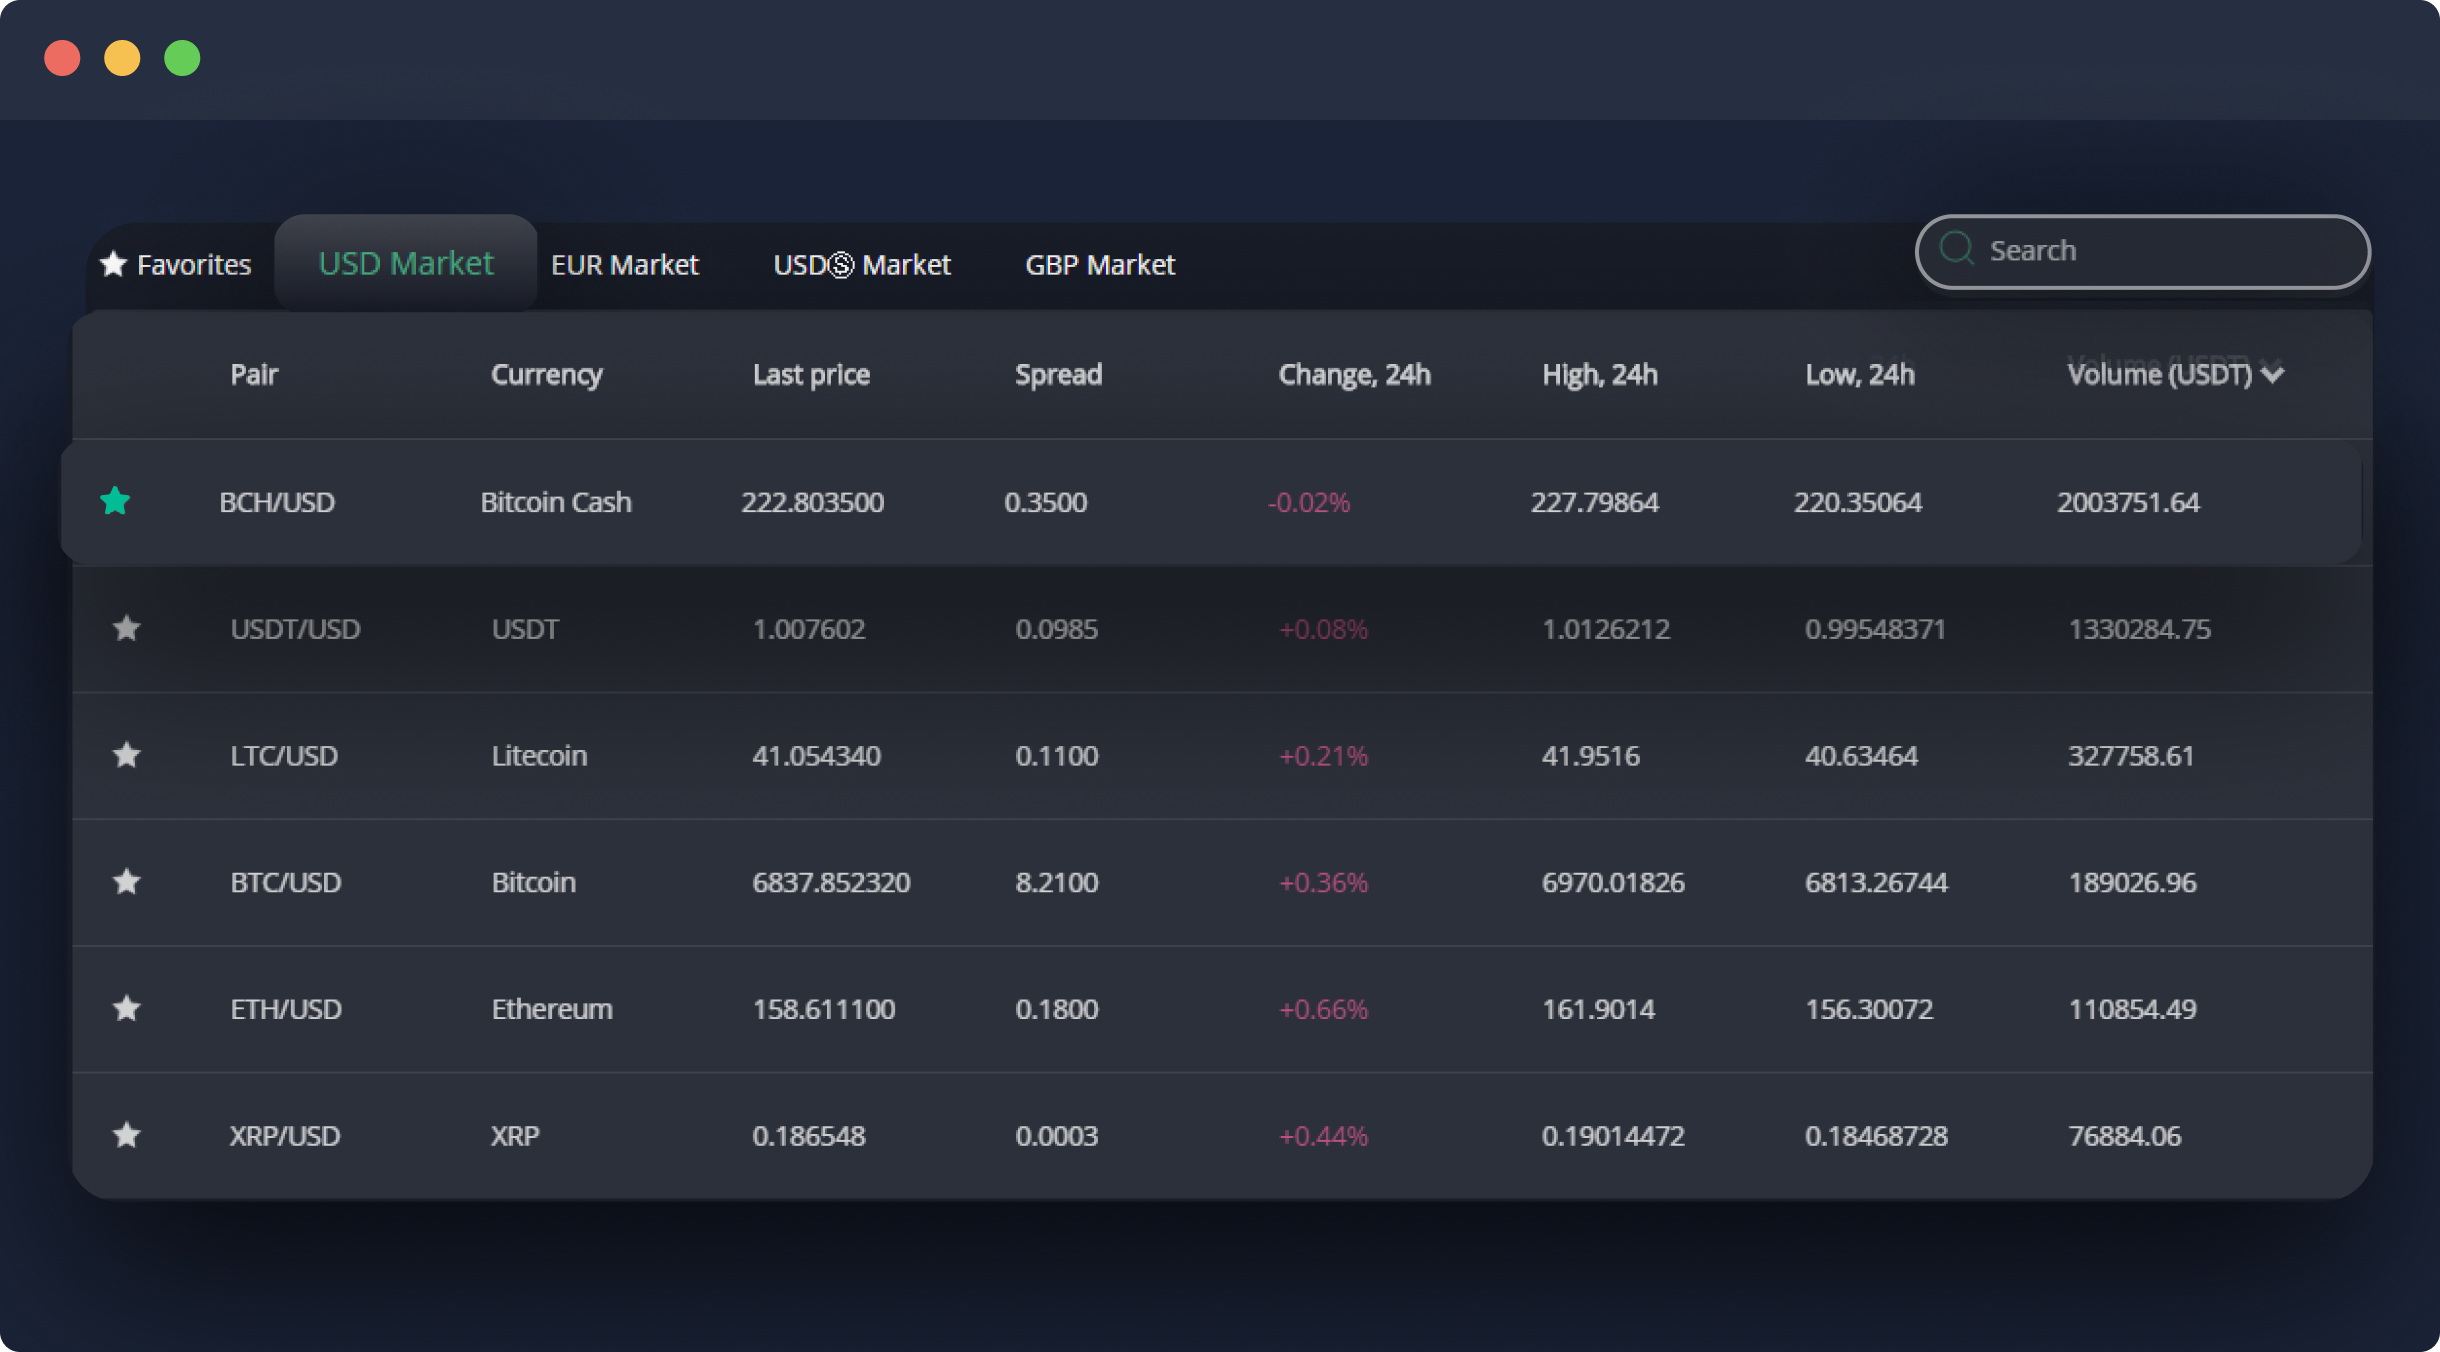 Favorites USD Market EUR Market USDⓈ Market GBP Market Search
Pair Currency Last price Spread Change, 24h High, 24h Low, 24h Volume (USDT)
BCH/USD Bitcoin Cash 222.803500 0.3500 -0.02% 227.79864 220.35064 2003751.64
USDT/USD USDT 1.007602 0.0985 +0.08% 1.0126212 0.99548371 1330284.75
LTC/USD Litecoin 41.054340 0.1100 +0.21% 41.9516 40.63464 327758.61
BTC/USD Bitcoin 6837.852320 8.2100 +0.36% 6970.01826 6813.26744 189026.96
ETH/USD Ethereum 158.611100 0.1800 +0.66% 161.9014 156.30072 110854.49
XRP/USD XRP 0.186548 0.0003 +0.44% 0.19014472 0.18468728 76884.06